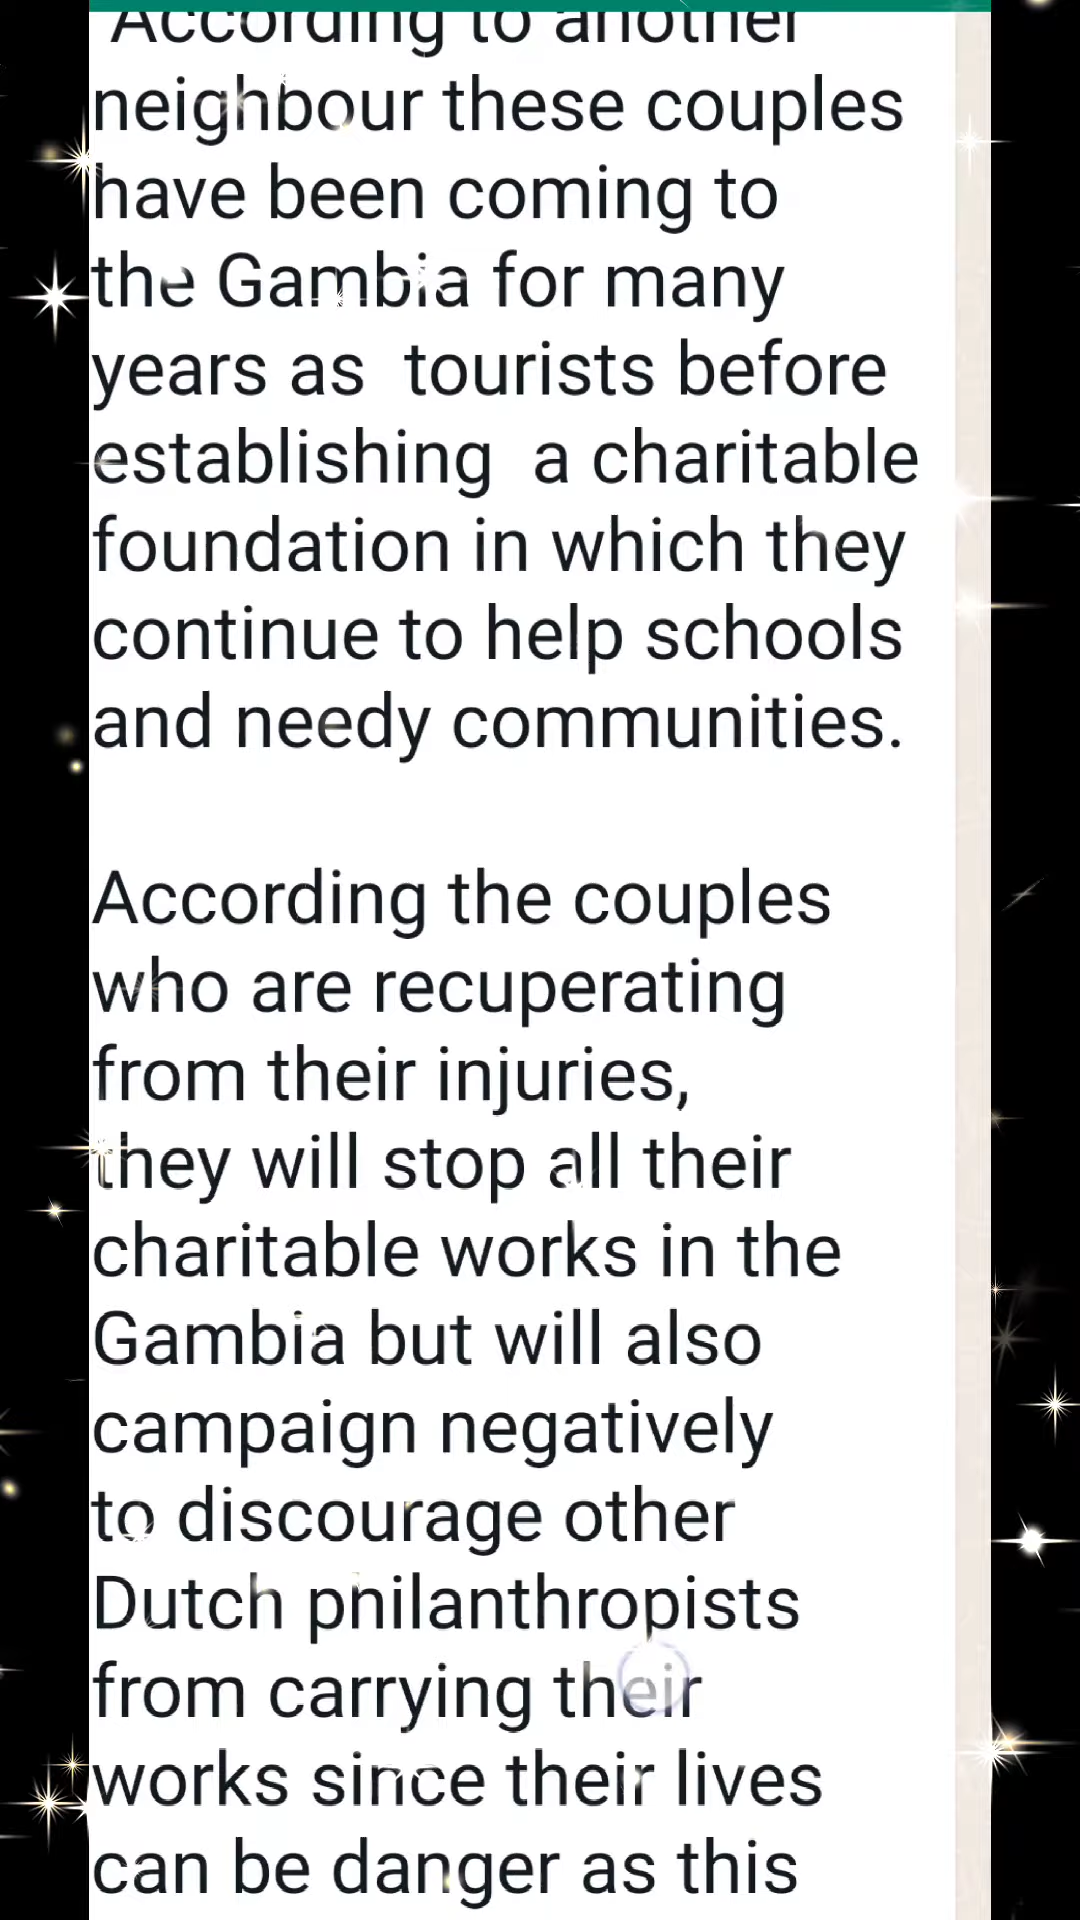 According to another
neighbour these couples
have been coming to
the Gambia for many
years as  tourists before
establishing  a charitable
foundation in which they
continue to help schools
and needy communities.
According the couples
who are recuperating
from their injuries,
they will stop all their
charitable works in the
Gambia but will also
campaign negatively
to discourage other
Dutch philanthropists
from carrying their
works since their lives
can be danger as this